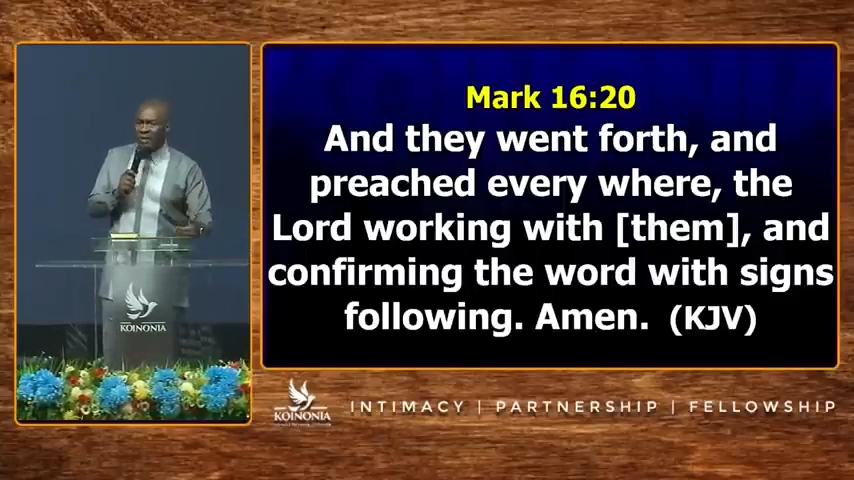 Mark 16:20
And they went forth, and
preached every where, the
Lord working with [them], and
confirming the word with signs
following. Amen. (KJV)
KOINONIA
KOINONIA
INTIMACY | PARTNERSHIP | FELLOWSHIP